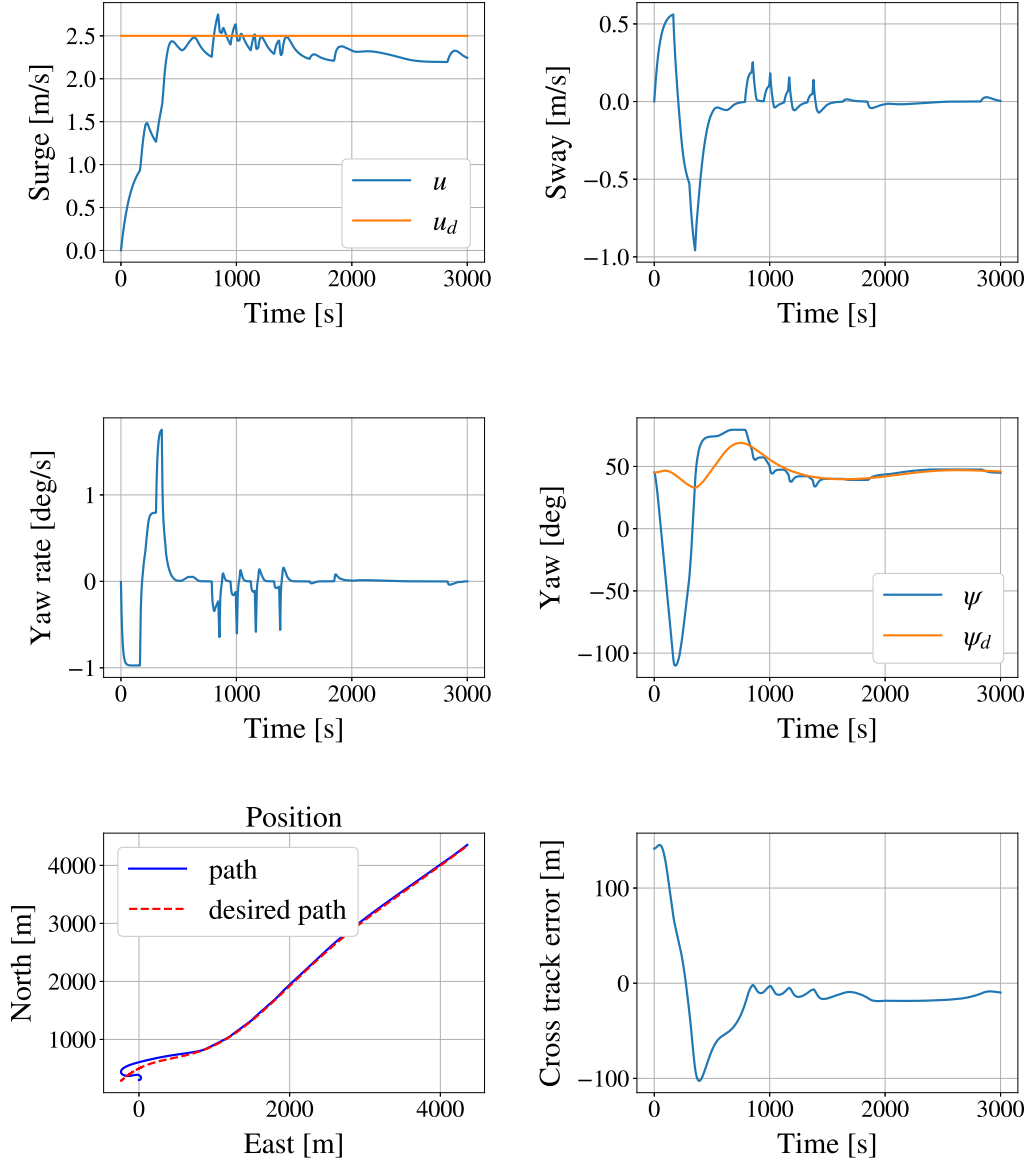 2.5
2.0
1.5
1.0
0.5
0.0
Surge [m/s]
u
u_d
0 1000 2000 3000
Time [s]
0.5
0.0
−0.5
−1.0
Sway [m/s]
0 1000 2000 3000
Time [s]
1
0
−1
Yaw rate [deg/s]
0 1000 2000 3000
Time [s]
50
0
−50
−100
Yaw [deg]
ψ
ψ_d
0 1000 2000 3000
Time [s]
Position
4000
3000
2000
1000
North [m]
path
desired path
0 2000 4000
East [m]
100
0
−100
Cross track error [m]
0 1000 2000 3000
Time [s]